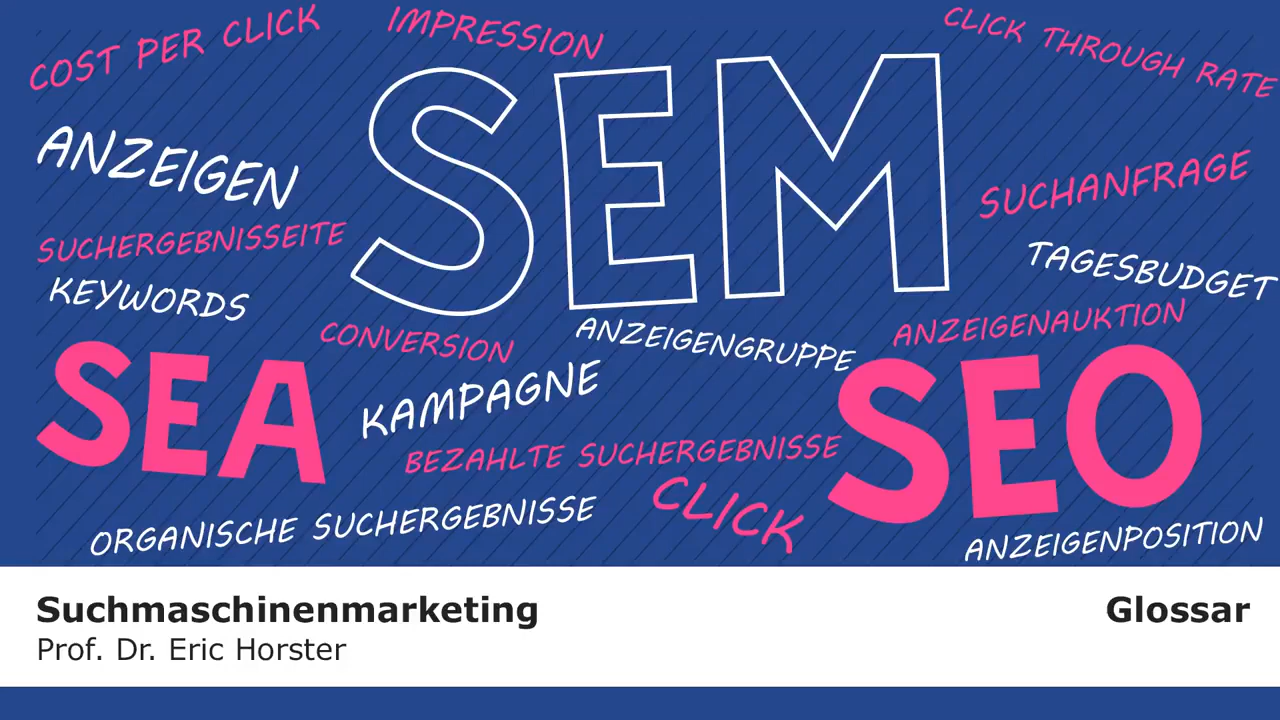 COST PER CLICK
IMPRESSION
CLICK THROUGH RATE
SEM
ANZEIGEN
SUCHANFRAGE
SUCHERGEBNISSEITE
TAGESBUDGET
KEYWORDS
CONVERSION
ANZEIGENGRUPPE
ANZEIGENAUKTION
SEA
KAMPAGNE
SEO
BEZAHLTE SUCHERGEBNISSE
CLICK
ORGANISCHE SUCHERGEBNISSE
ANZEIGENPOSITION
Suchmaschinenmarketing
Glossar
Prof. Dr. Eric Horster